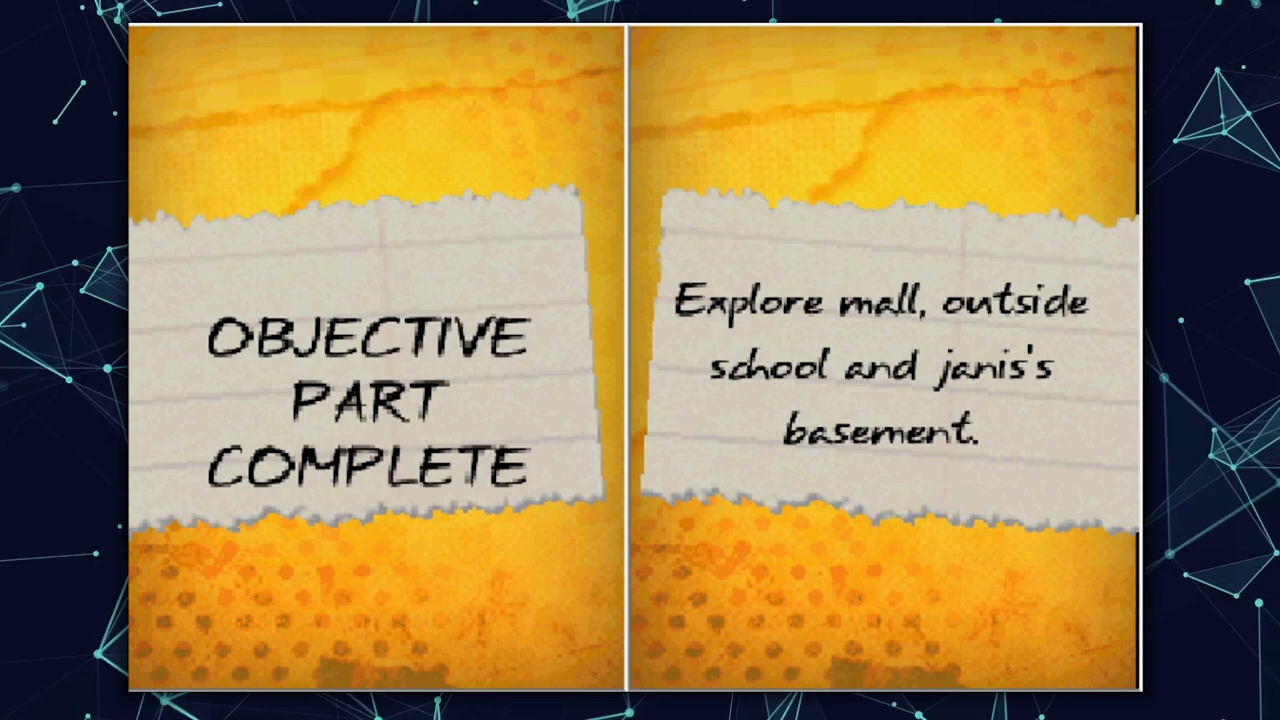 OBJECTIVE
PART
COMPLETE
Explore mall, outside
school and janis's
basement.